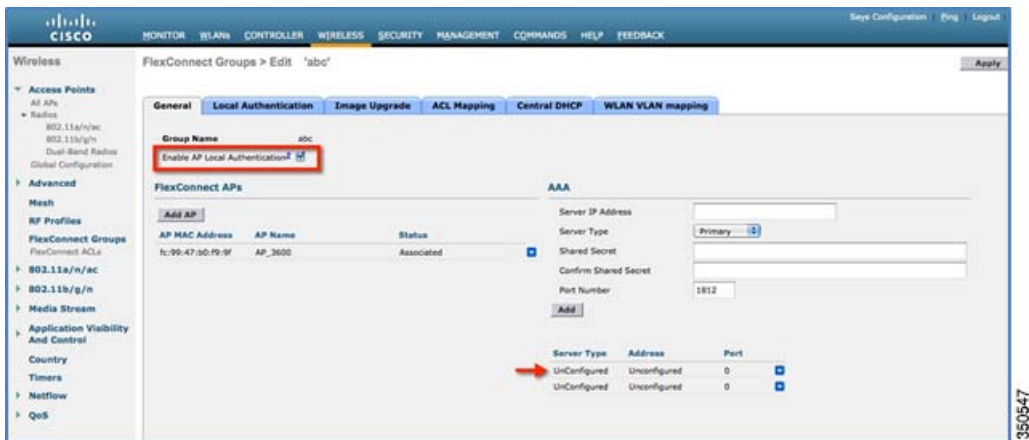 Save Configuration Ping Logout
CISCO
MONITOR WLANs CONTROLLER WIRELESS SECURITY MANAGEMENT COMMANDS HELP FEEDBACK
Wireless
FlexConnect Groups > Edit 'abc'
Apply
Access Points
All APs
Radios
802.11a/n/ac
802.11b/g/n
Dual-Band Radios
Global Configuration
Advanced
Mesh
RF Profiles
FlexConnect Groups
FlexConnect ACLs
802.11a/n/ac
802.11b/g/n
Media Stream
Application Visibility
And Control
Country
Timers
Netflow
QoS
General Local Authentication Image Upgrade ACL Mapping Central DHCP WLAN VLAN mapping
Group Name abc
Enable AP Local Authentication2
FlexConnect APs
Add AP
AP MAC Address AP Name Status
fc:99:47:b0:f9:9f AP_3600 Associated
AAA
Server IP Address
Server Type Primary
Shared Secret
Confirm Shared Secret
Port Number 1812
Add
Server Type Address Port
UnConfigured Unconfigured 0
UnConfigured Unconfigured 0
350547